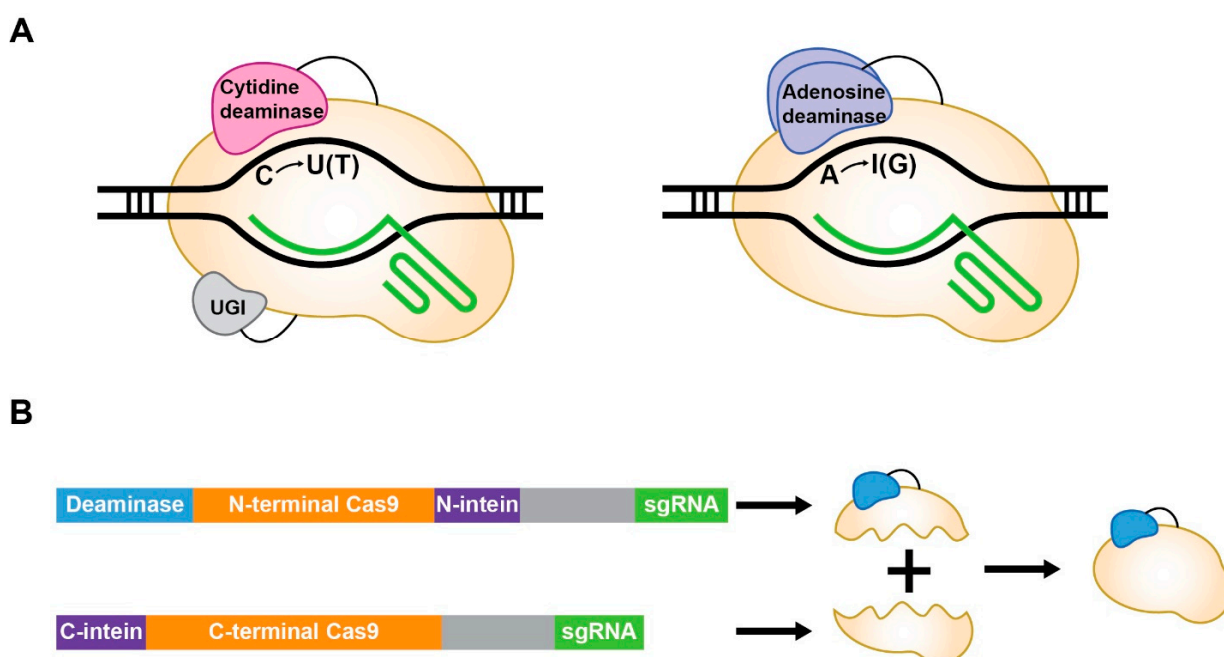 A
Cytidine
deaminase
C U(T)
UGI
Adenosine
deaminase
A I(G)
B
Deaminase N-terminal Cas9 N-intein sgRNA
+
C-intein C-terminal Cas9 sgRNA